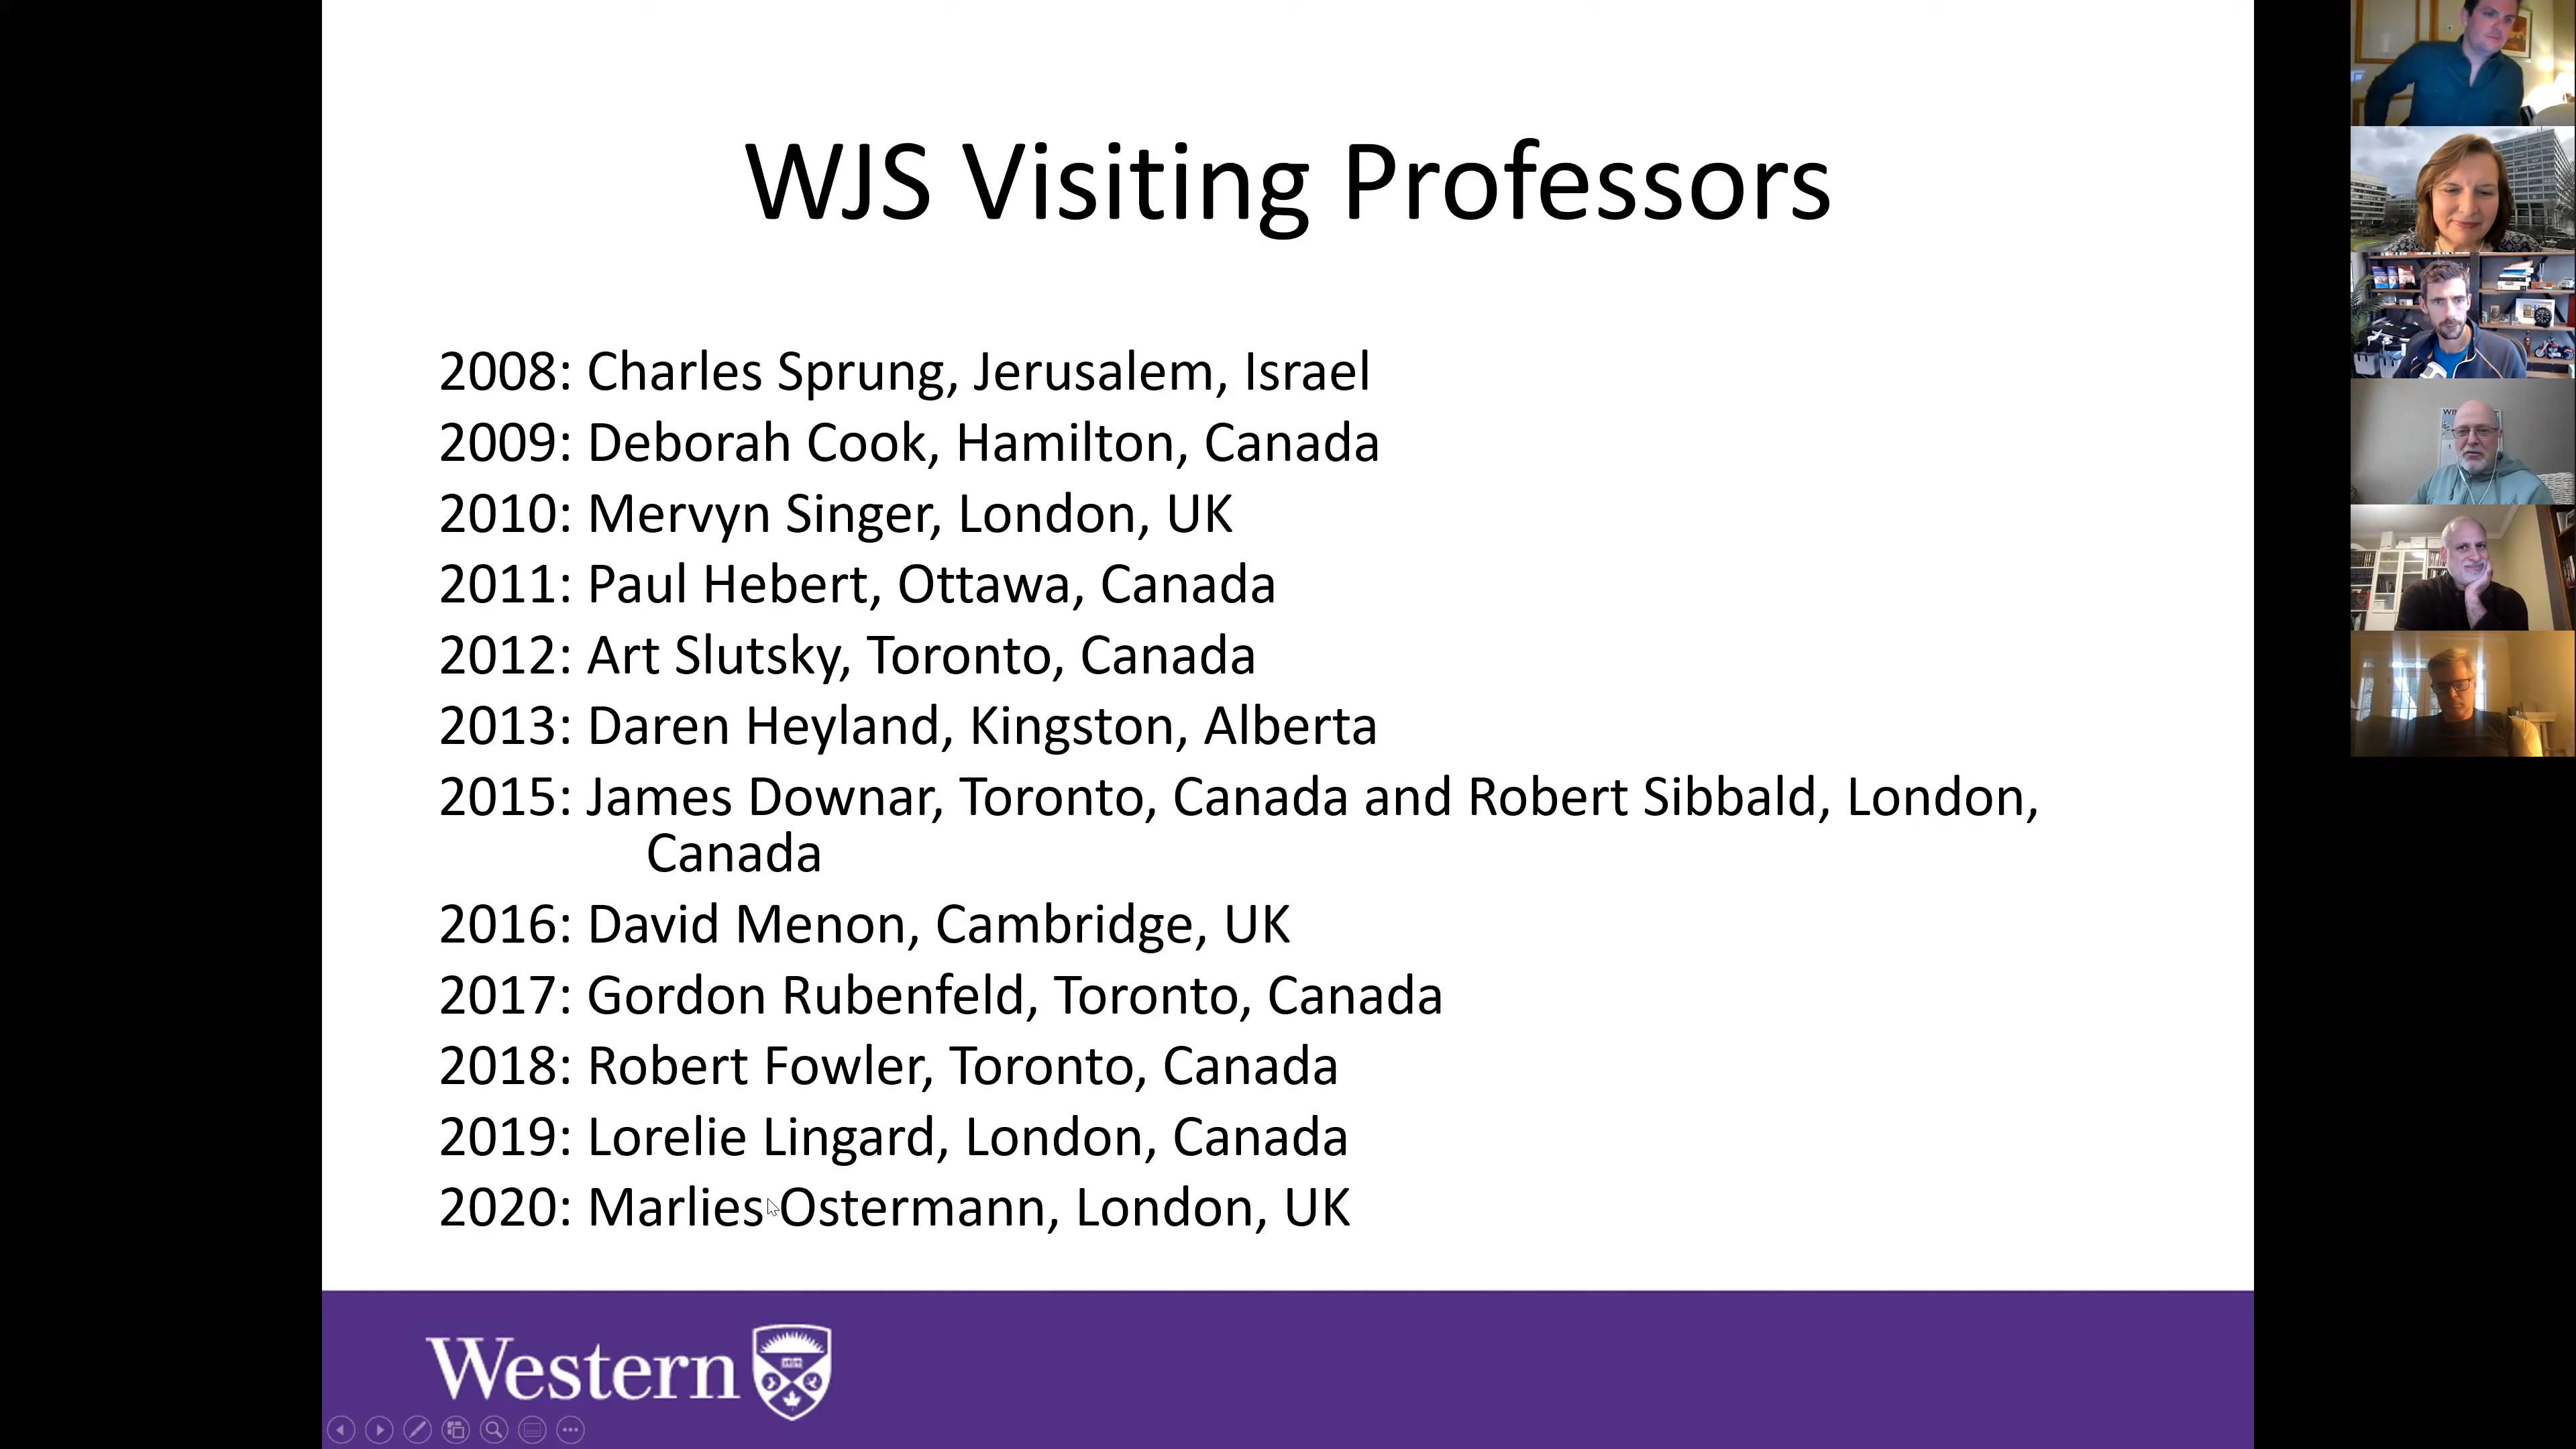 WJS Visiting Professors
2008: Charles Sprung, Jerusalem, Israel
2009: Deborah Cook, Hamilton, Canada
2010: Mervyn Singer, London, UK
2011: Paul Hebert, Ottawa, Canada
2012: Art Slutsky, Toronto, Canada
2013: Daren Heyland, Kingston, Alberta
2015: James Downar, Toronto, Canada and Robert Sibbald, London,
Canada
2016: David Menon, Cambridge, UK
2017: Gordon Rubenfeld, Toronto, Canada
2018: Robert Fowler, Toronto, Canada
2019: Lorelie Lingard, London, Canada
2020: Marlies Ostermann, London, UK
Western